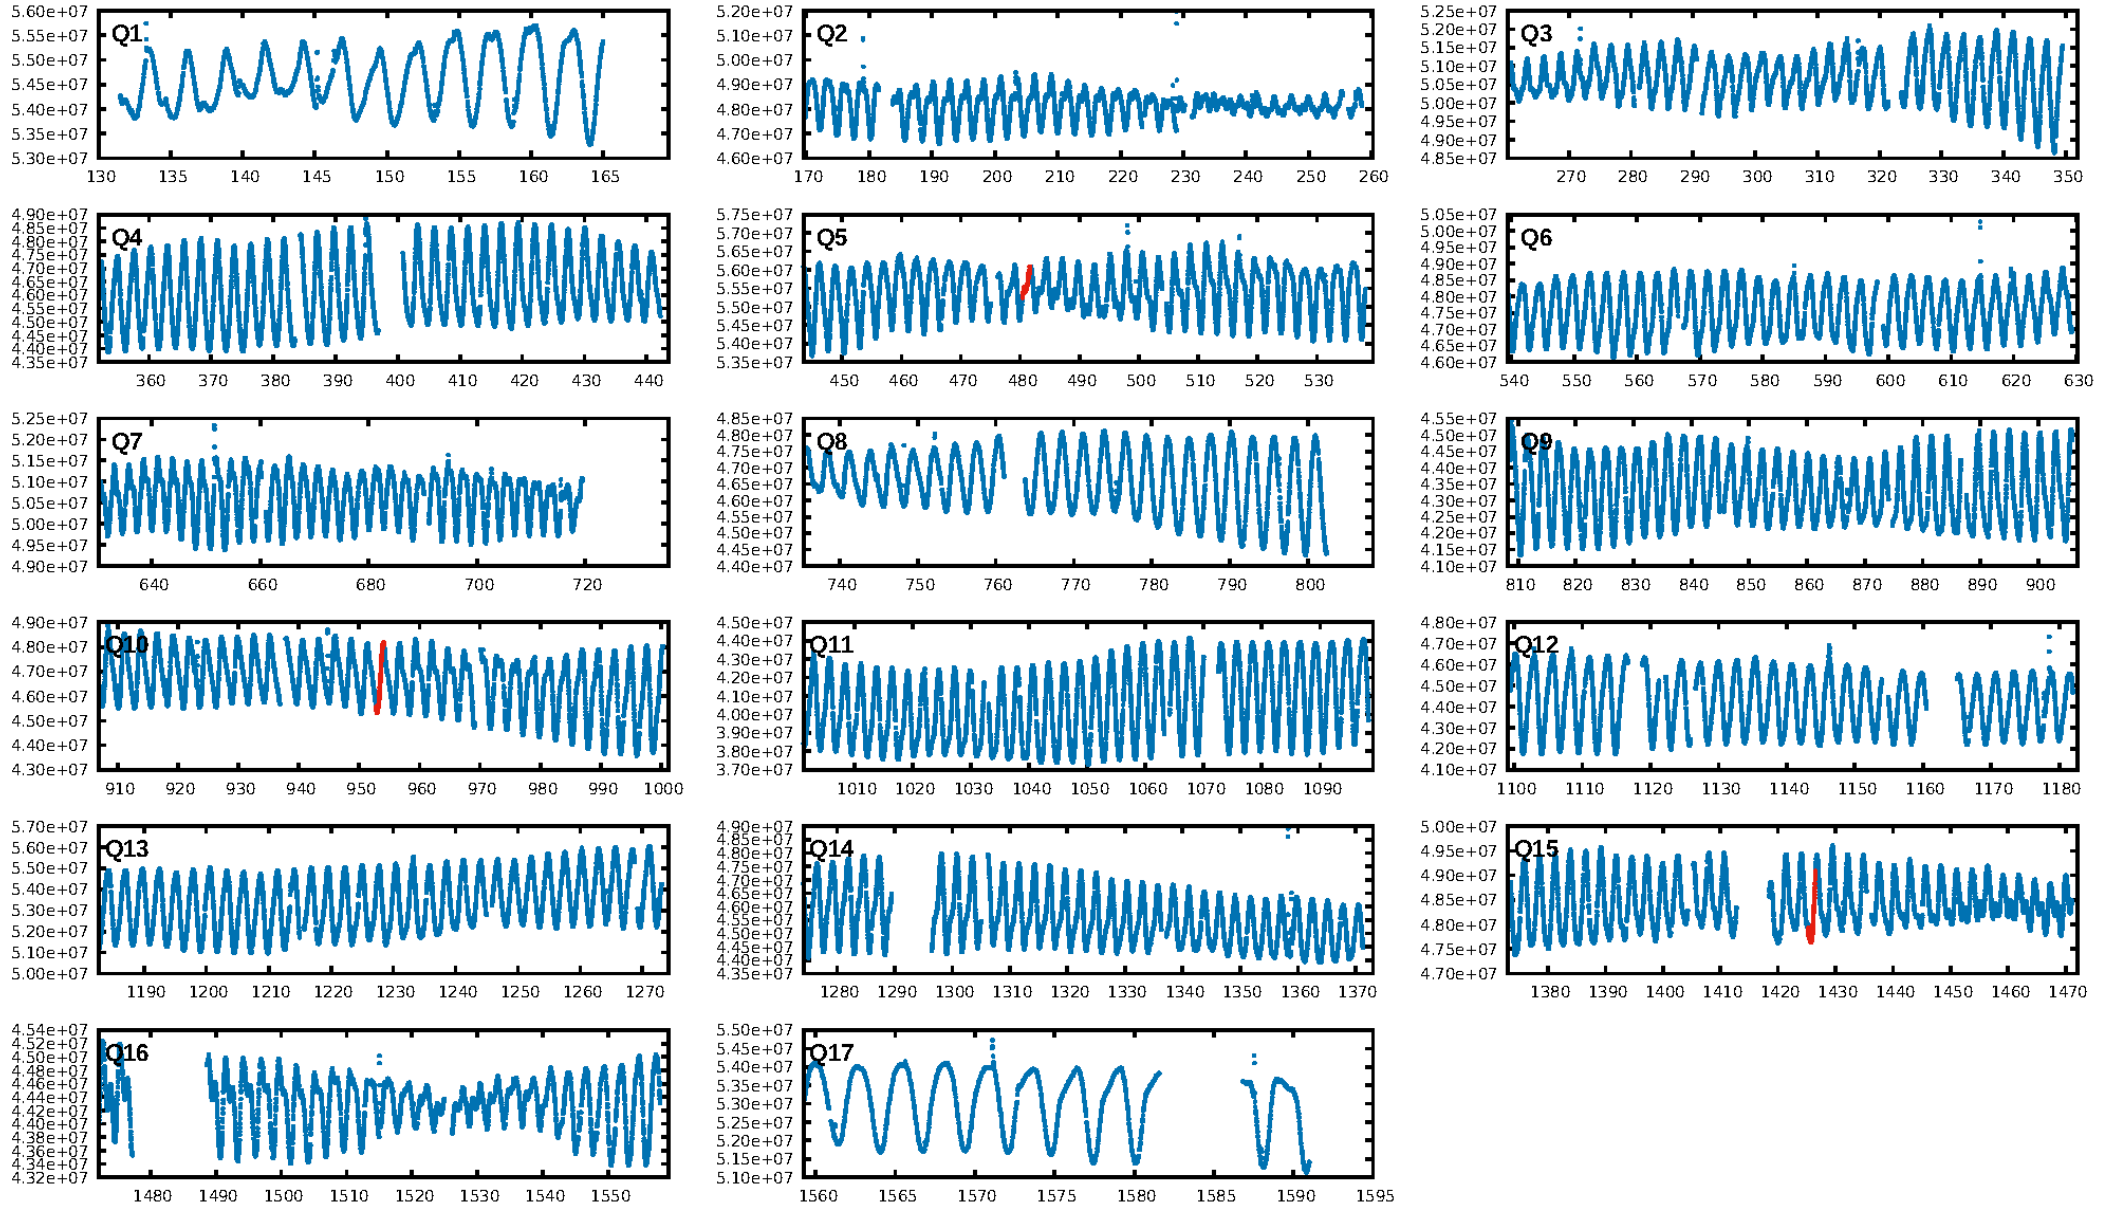 5.60e+07
Q1
5.55e+07
5.50e+07
5.45e+07
5.40e+07
5.35e+07
5.30e+07
130 135 140 145 150 155 160 165
5.20e+07
Q2
5.10e+07
5.00e+07
4.90e+07
4.80e+07
4.70e+07
4.60e+07
170 180 190 200 210 220 230 240 250 260
5.25e+07
Q3
5.20e+07
5.15e+07
5.10e+07
5.05e+07
5.00e+07
4.95e+07
4.90e+07
4.85e+07
270 280 290 300 310 320 330 340 350
4.90e+07
4.85e+07
Q4
4.80e+07
4.75e+07
4.70e+07
4.65e+07
4.60e+07
4.55e+07
4.50e+07
4.45e+07
4.40e+07
4.35e+07
360 370 380 390 400 410 420 430 440
5.75e+07
Q5
5.70e+07
5.65e+07
5.60e+07
5.55e+07
5.50e+07
5.45e+07
5.40e+07
5.35e+07
450 460 470 480 490 500 510 520 530
5.05e+07
5.00e+07
Q6
4.95e+07
4.90e+07
4.85e+07
4.80e+07
4.75e+07
4.70e+07
4.65e+07
4.60e+07
540 550 560 570 580 590 600 610 620 630
5.25e+07
Q7
5.20e+07
5.15e+07
5.10e+07
5.05e+07
5.00e+07
4.95e+07
4.90e+07
640 660 680 700 720
4.85e+07
Q8
4.80e+07
4.75e+07
4.70e+07
4.65e+07
4.60e+07
4.55e+07
4.50e+07
4.45e+07
4.40e+07
740 750 760 770 780 790 800
4.55e+07
Q9
4.50e+07
4.45e+07
4.40e+07
4.35e+07
4.30e+07
4.25e+07
4.20e+07
4.15e+07
4.10e+07
810 820 830 840 850 860 870 880 890 900
4.90e+07
Q10
4.80e+07
4.70e+07
4.60e+07
4.50e+07
4.40e+07
4.30e+07
910 920 930 940 950 960 970 980 990 1000
4.50e+07
Q11
4.40e+07
4.30e+07
4.20e+07
4.10e+07
4.00e+07
3.90e+07
3.80e+07
3.70e+07
1010 1020 1030 1040 1050 1060 1070 1080 1090
4.80e+07
Q12
4.70e+07
4.60e+07
4.50e+07
4.40e+07
4.30e+07
4.20e+07
4.10e+07
1100 1110 1120 1130 1140 1150 1160 1170 1180
5.70e+07
Q13
5.60e+07
5.50e+07
5.40e+07
5.30e+07
5.20e+07
5.10e+07
5.00e+07
1190 1200 1210 1220 1230 1240 1250 1260 1270
4.90e+07
4.85e+07
Q14
4.80e+07
4.75e+07
4.70e+07
4.65e+07
4.60e+07
4.55e+07
4.50e+07
4.45e+07
4.40e+07
4.35e+07
1280 1290 1300 1310 1320 1330 1340 1350 1360 1370
5.00e+07
Q15
4.95e+07
4.90e+07
4.85e+07
4.80e+07
4.75e+07
4.70e+07
1380 1390 1400 1410 1420 1430 1440 1450 1460 1470
4.54e+07
4.52e+07
Q16
4.50e+07
4.48e+07
4.46e+07
4.44e+07
4.42e+07
4.40e+07
4.38e+07
4.36e+07
4.34e+07
4.32e+07
1480 1490 1500 1510 1520 1530 1540 1550
5.50e+07
Q17
5.45e+07
5.40e+07
5.35e+07
5.30e+07
5.25e+07
5.20e+07
5.15e+07
5.10e+07
1560 1565 1570 1575 1580 1585 1590 1595